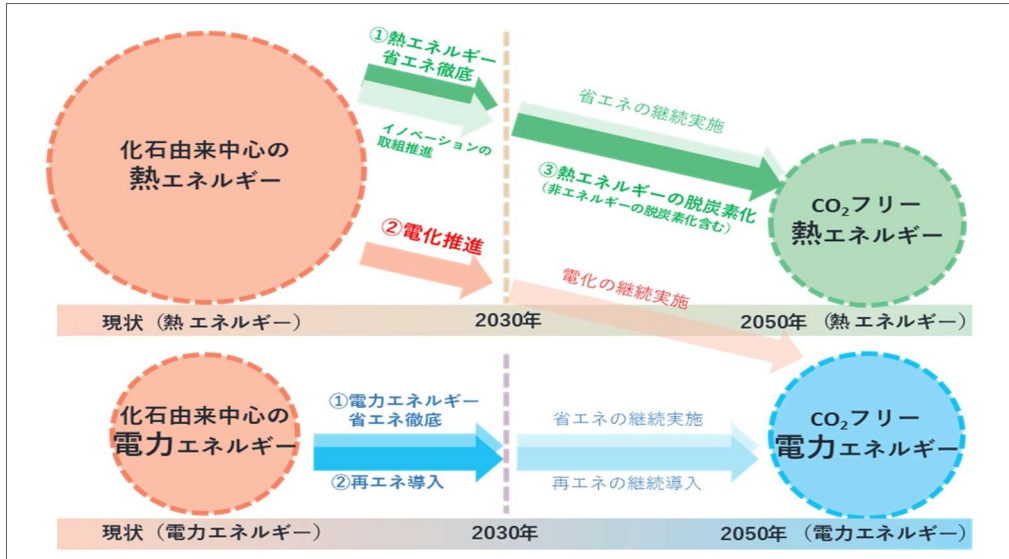 ①熱エネルギー
省エネ徹底
イノベーションの
取組推進
化石由来中心の
熱エネルギー
省エネの継続実施
③熱エネルギーの脱炭素化
(非エネルギーの脱炭素化含む)
CO₂フリー
熱エネルギー
②電化推進
電化の継続実施
現状（熱エネルギー）
2030年
2050年（熱エネルギー）
化石由来中心の
電力エネルギー
①電力エネルギー
省エネ徹底
②再エネ導入
省エネの継続実施
再エネの継続導入
CO₂フリー
電力エネルギー
現状（電力エネルギー）
2030年
2050年（電力エネルギー）